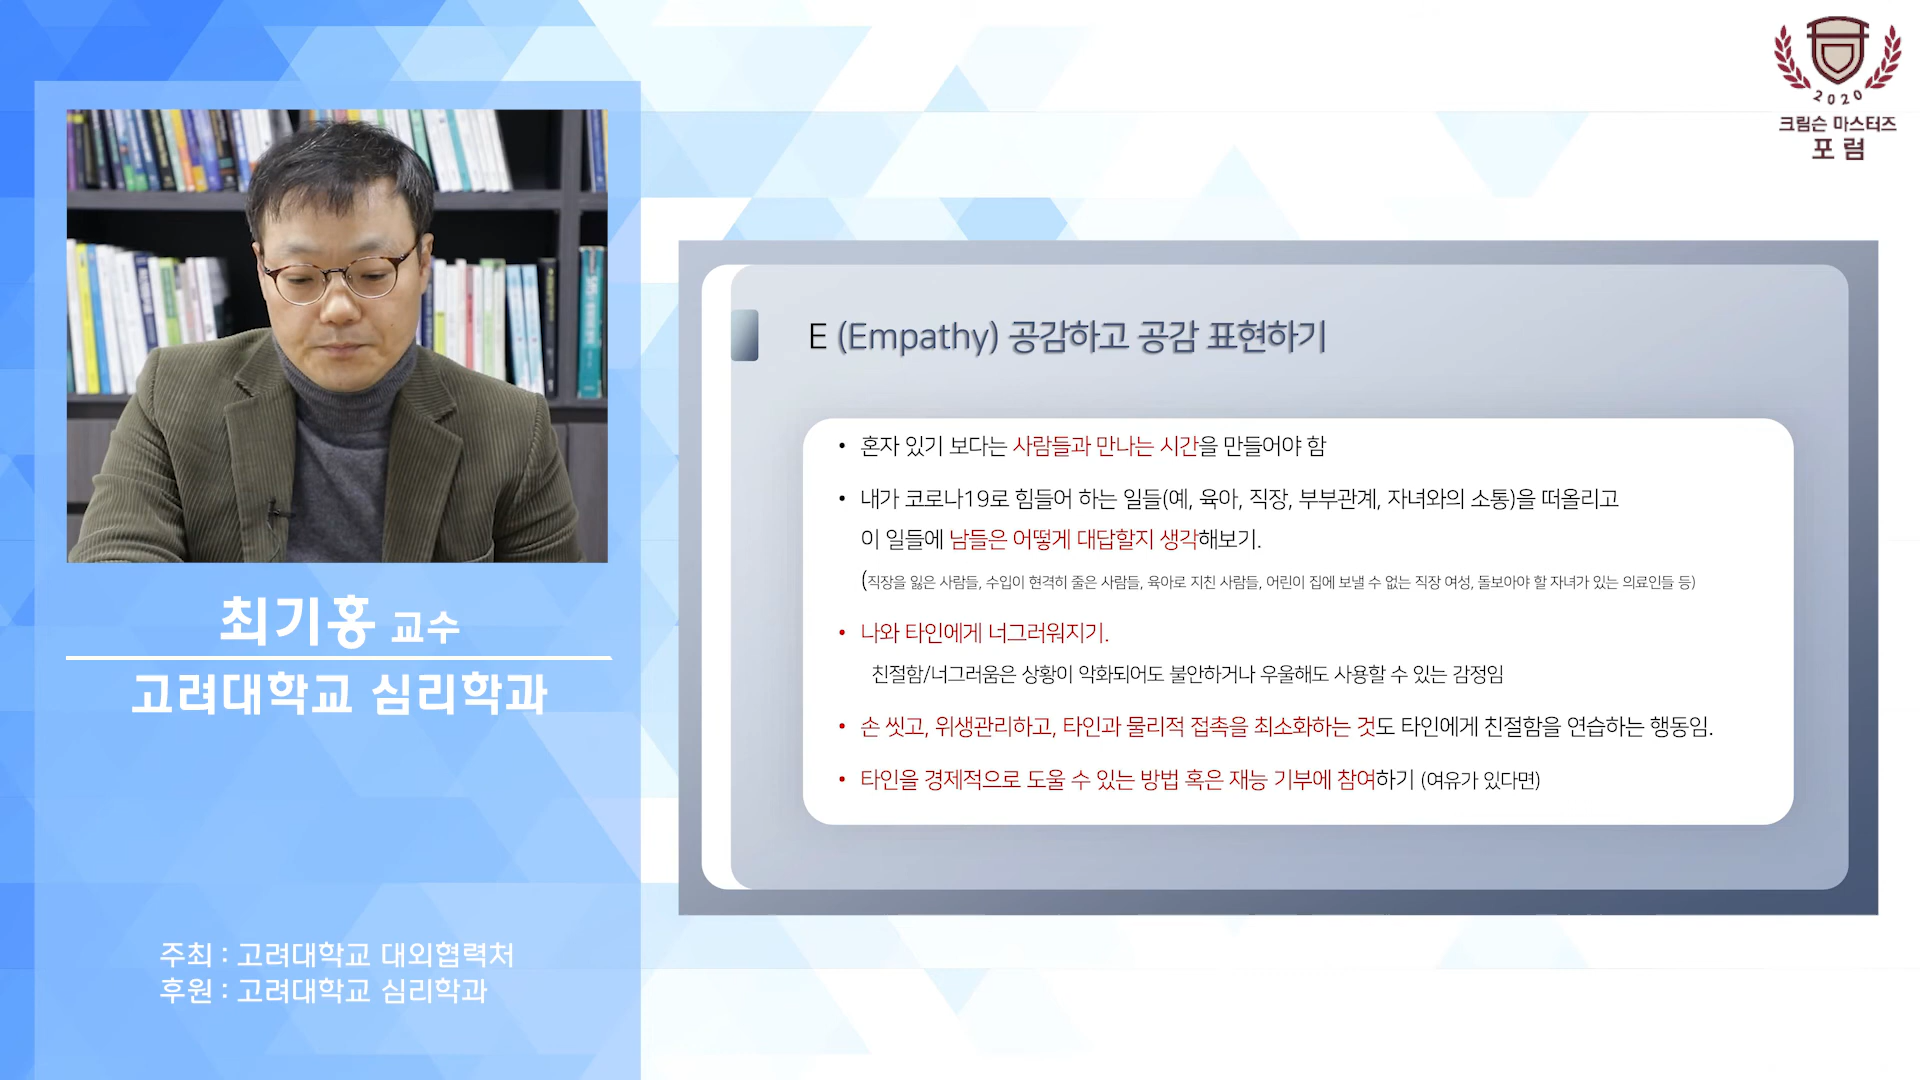 2020
크림슨 마스터즈
포럼
최기홍 교수
고려대학교 심리학과
주최 : 고려대학교 대외협력처
후원 : 고려대학교 심리학과
E (Empathy) 공감하고 공감 표현하기
• 혼자 있기 보다는 사람들과 만나는 시간을 만들어야 함
• 내가 코로나19로 힘들어 하는 일들(예, 육아, 직장, 부부관계, 자녀와의 소통)을 떠올리고
이 일들에 남들은 어떻게 대답할지 생각해보기.
(직장을 잃은 사람들, 수입이 현격히 줄은 사람들, 육아로 지친 사람들, 어린이 집에 보낼 수 없는 직장 여성, 돌보아야 할 자녀가 있는 의료인들 등)
• 나와 타인에게 너그러워지기.
친절함/너그러움은 상황이 악화되어도 불안하거나 우울해도 사용할 수 있는 감정임
• 손 씻고, 위생관리하고, 타인과 물리적 접촉을 최소화하는 것도 타인에게 친절함을 연습하는 행동임.
• 타인을 경제적으로 도울 수 있는 방법 혹은 재능 기부에 참여하기 (여유가 있다면)